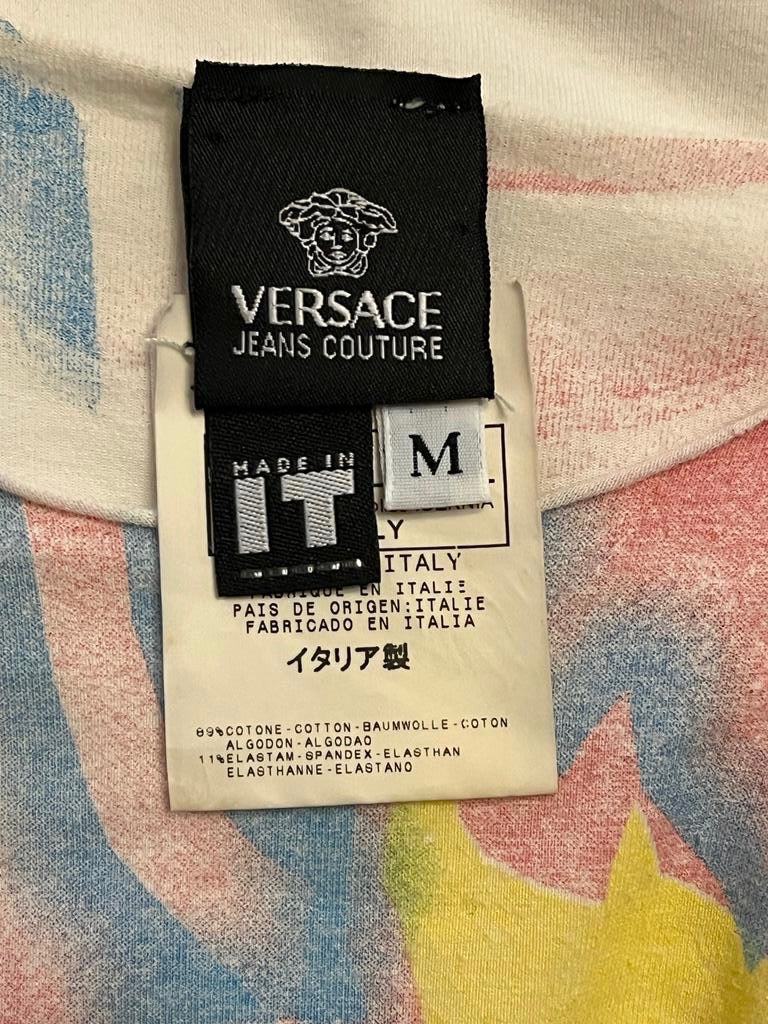 VERSACE
JEANS COUTURE
MADE IN
IT
M
LY
ITALY
EN ITALIE
PAIS DE ORIGEN:ITALIE
FABRICADO EN ITALIA
イタリア製
89%COTONE-COTTON-BAUMWOLLE-COTON
ALGODON-ALGODAO
11%ELASTAM-SPANDEX-ELASTHAN
ELASTHANNE-ELASTANO